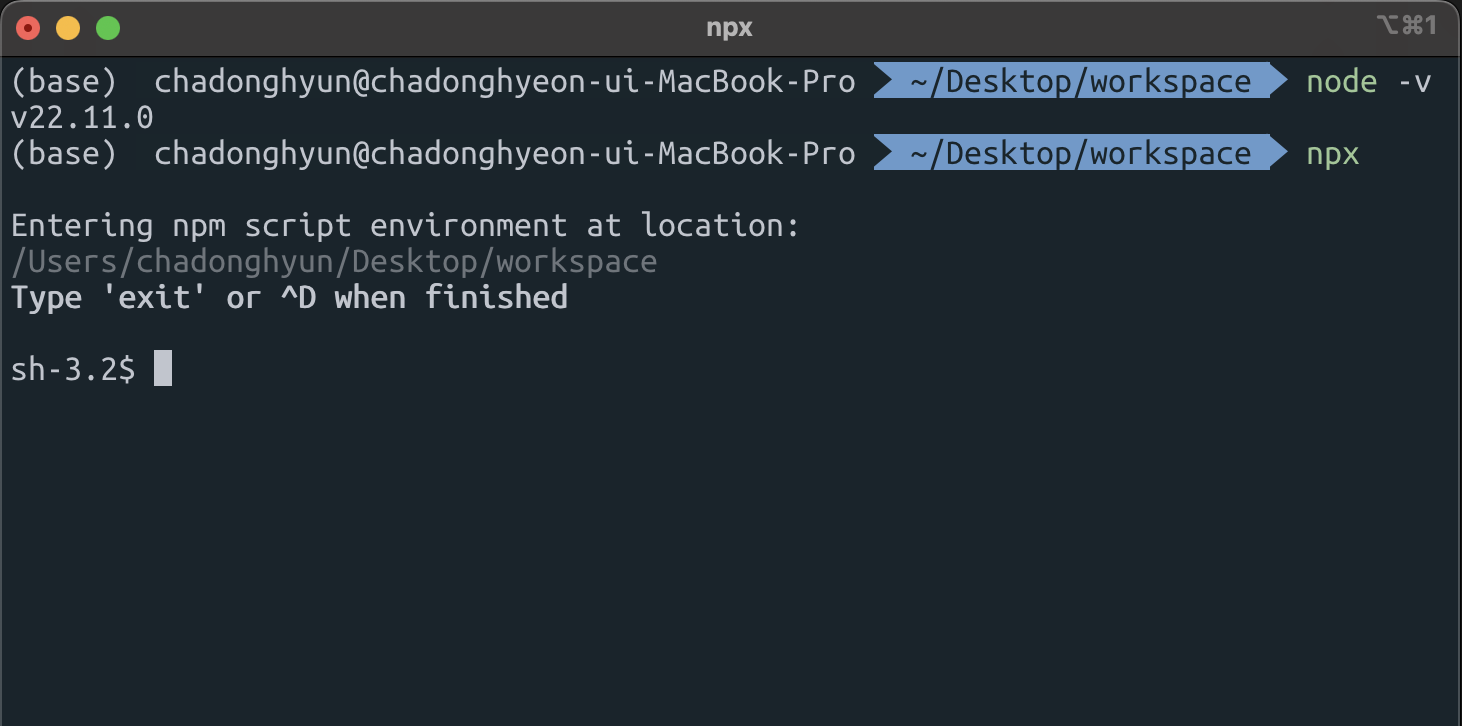 npx
⌥⌘1
(base)  chadonghyun@chadonghyeon-ui-MacBook-Pro  ~/Desktop/workspace  node -v
v22.11.0
(base)  chadonghyun@chadonghyeon-ui-MacBook-Pro  ~/Desktop/workspace  npx
Entering npm script environment at location:
/Users/chadonghyun/Desktop/workspace
Type 'exit' or ^D when finished
sh-3.2$